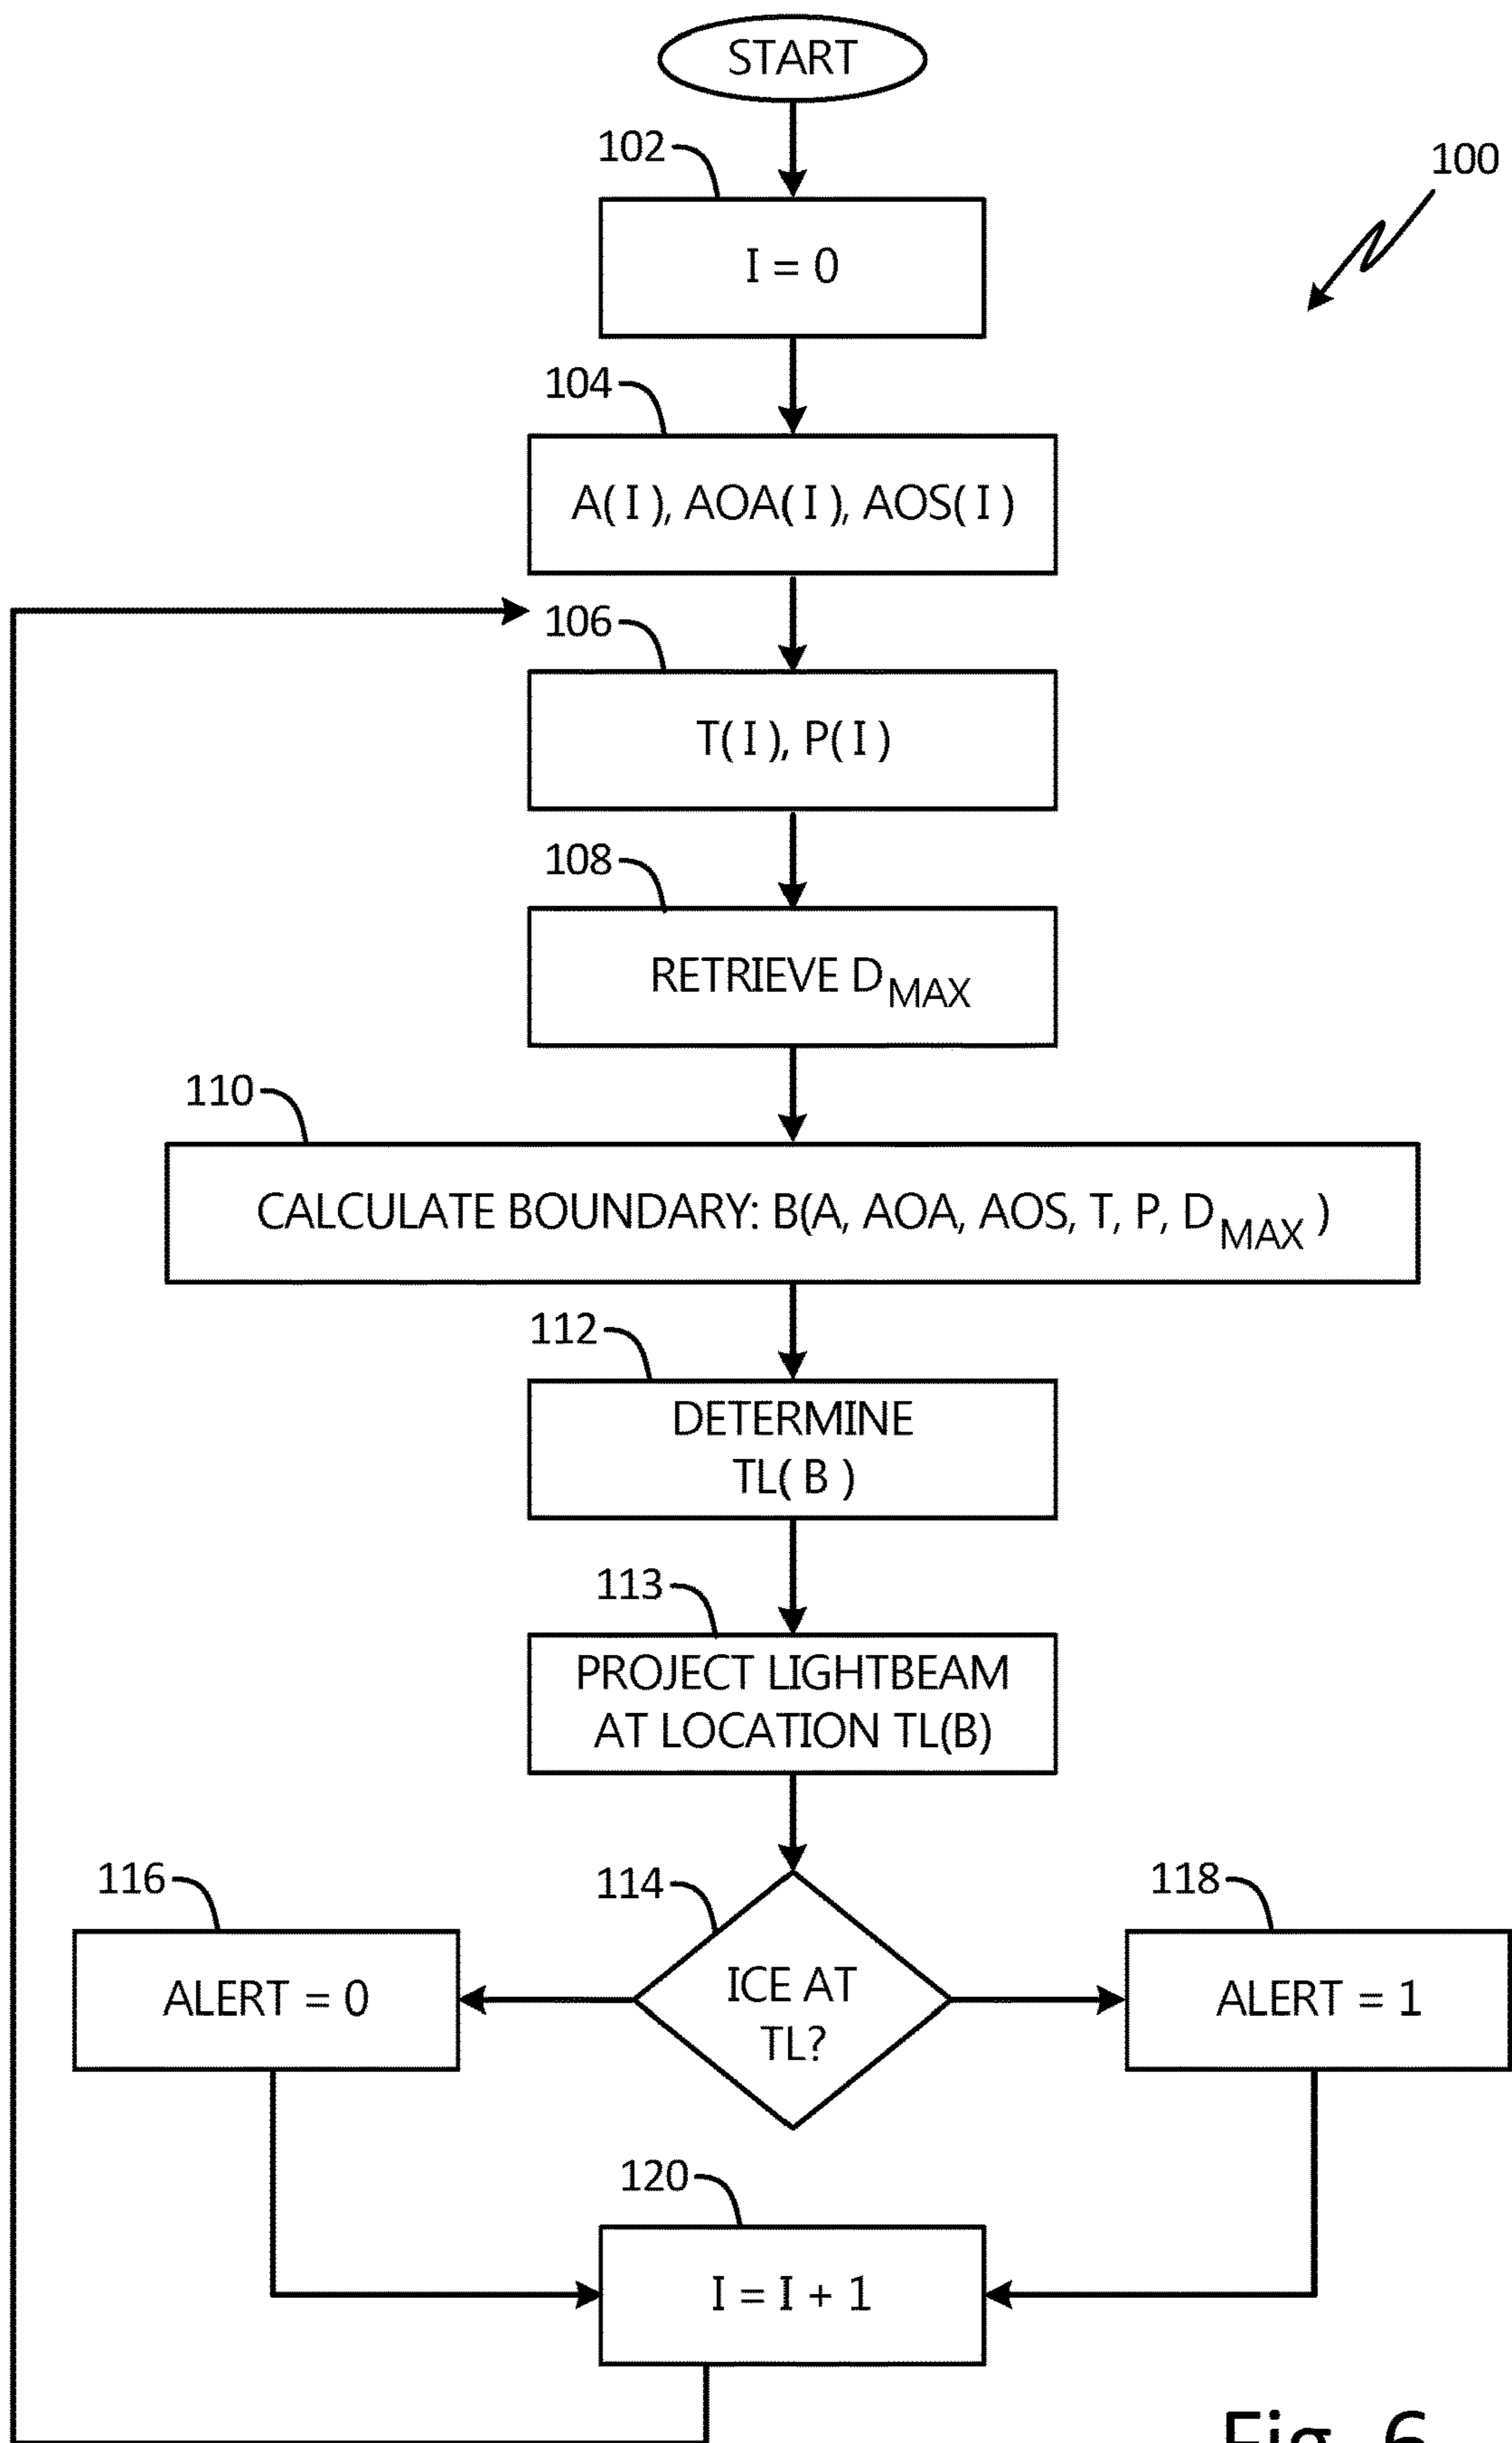 START
102
100
I = 0
104
A( I ), AOA( I ), AOS( I )
106
T( I ), P( I )
108
RETRIEVE DMAX
110
CALCULATE BOUNDARY: B(A, AOA, AOS, T, P, DMAX )
112
DETERMINE
TL( B )
113
PROJECT LIGHTBEAM
AT LOCATION TL(B)
116
114
118
ALERT = 0
ICE AT
TL?
ALERT = 1
120
I = I + 1
Fig. 6